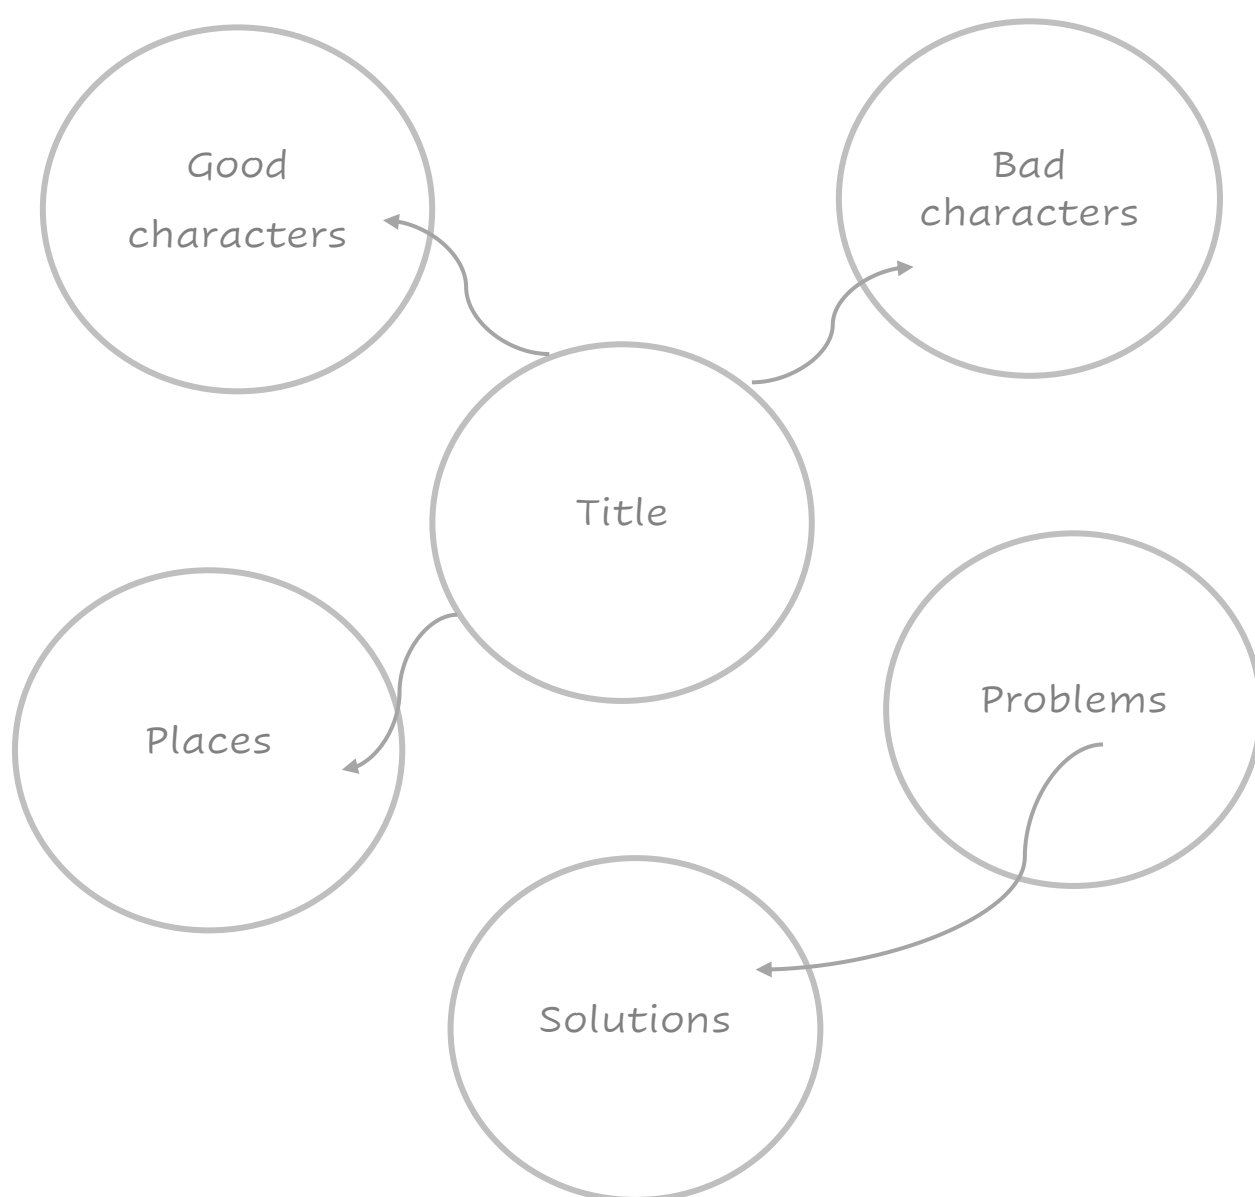 Good
characters
Bad
characters
Title
Places
Problems
Solutions